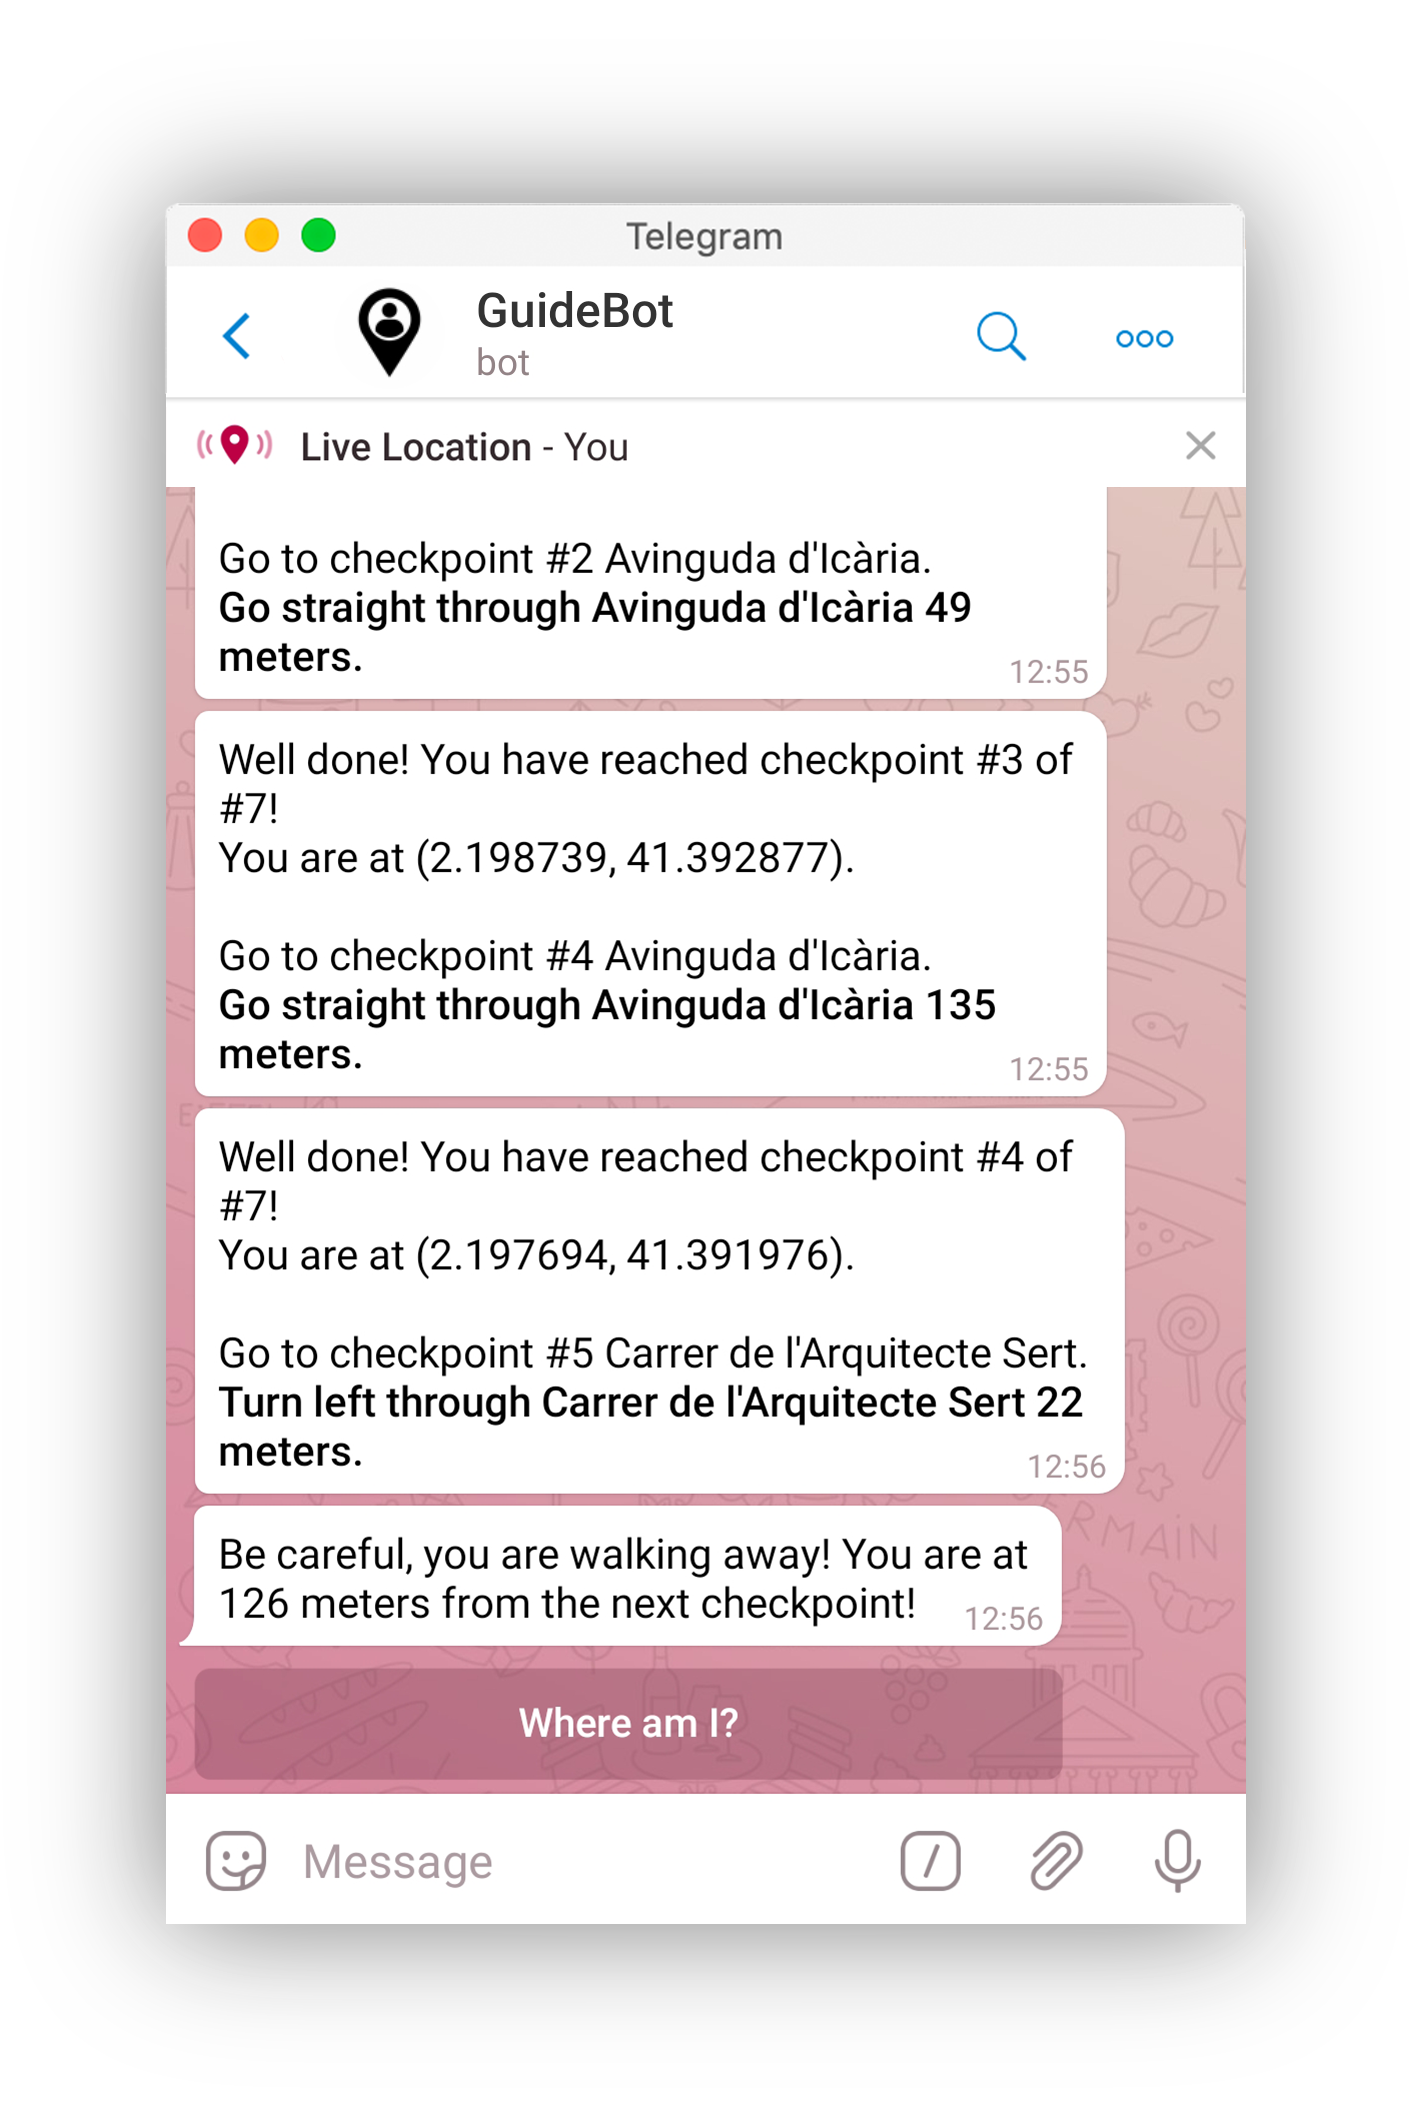 Telegram
GuideBot
bot
Live Location - You
Go to checkpoint #2 Avinguda d'Icària.
Go straight through Avinguda d'Icària 49
meters.
12:55
Well done! You have reached checkpoint #3 of
#7!
You are at (2.198739, 41.392877).
Go to checkpoint #4 Avinguda d'Icària.
Go straight through Avinguda d'Icària 135
meters.
12:55
Well done! You have reached checkpoint #4 of
#7!
You are at (2.197694, 41.391976).
Go to checkpoint #5 Carrer de l'Arquitecte Sert.
Turn left through Carrer de l'Arquitecte Sert 22
meters.
12:56
Be careful, you are walking away! You are at
126 meters from the next checkpoint!
12:56
Where am I?
Message